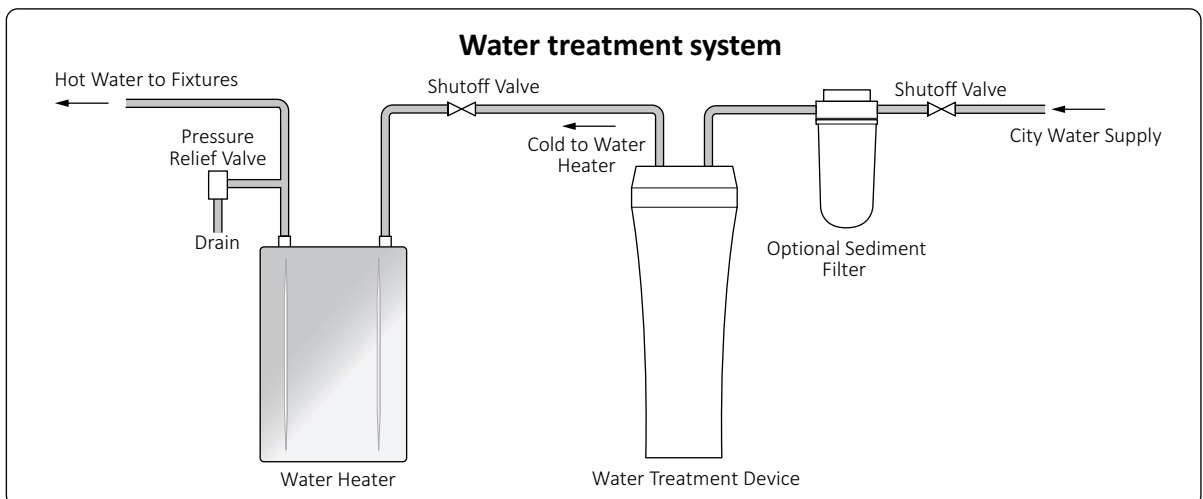 Water treatment system
Hot Water to Fixtures
Shutoff Valve
Shutoff Valve
Pressure
Relief Valve
Cold to Water
Heater
City Water Supply
Drain
Optional Sediment
Filter
Water Heater
Water Treatment Device